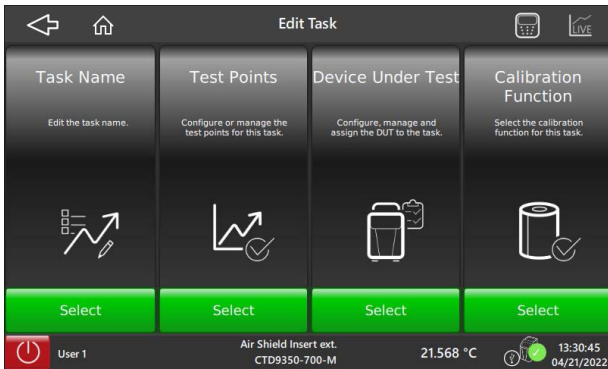 Edit Task
LIVE
Task Name
Edit the task name.
Select
Test Points
Configure or manage the
test points for this task.
Select
Device Under Test
Configure, manage and
assign the DUT to the task.
Select
Calibration
Function
Select the calibration
function for this task.
Select
User 1
Air Shield Insert ext.
CTD9350-700-M
21.568 °C
13:30:45
04/21/2022